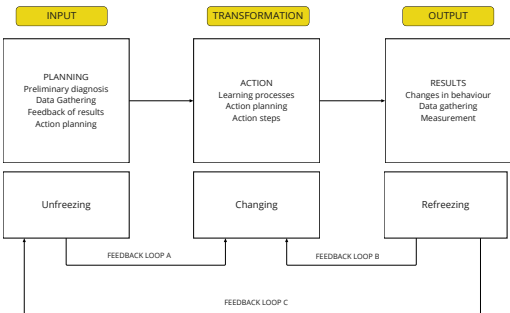 INPUT
TRANSFORMATION
OUTPUT
PLANNING
Preliminary diagnosis
Data Gathering
Feedback of results
Action planning
ACTION
Learning processes
Action planning
Action steps
RESULTS
Changes in behaviour
Data gathering
Measurement
Unfreezing
Changing
Refreezing
FEEDBACK LOOP A
FEEDBACK LOOP B
FEEDBACK LOOP C